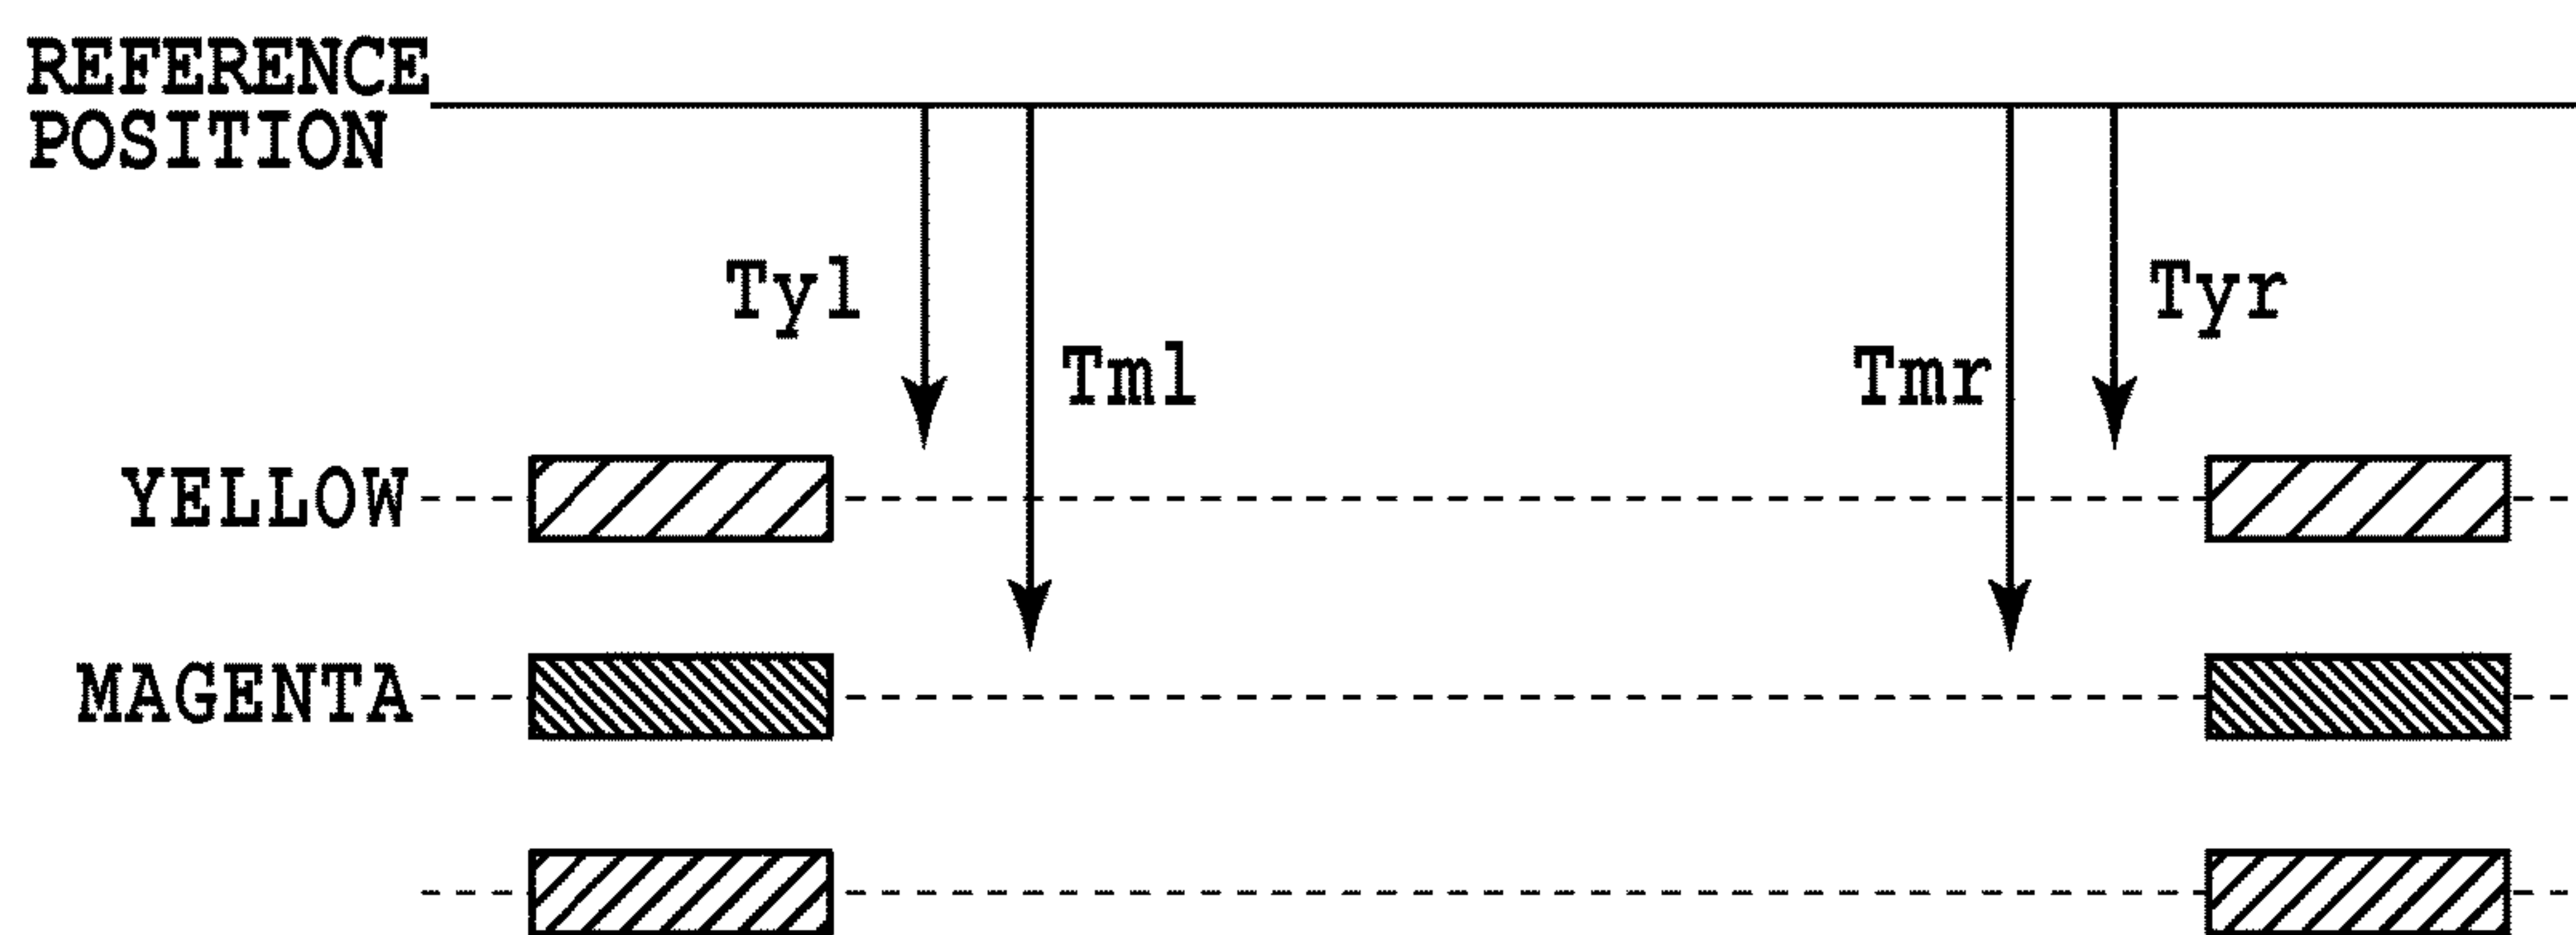 REFERENCE
POSITION
Tyl
Tyr
Tml
Tmr
YELLOW
MAGENTA